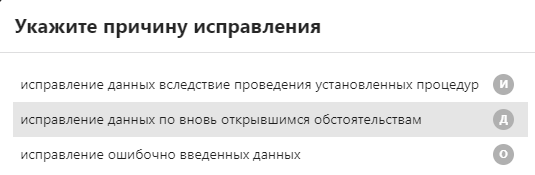 Укажите причину исправления
исправление данных вследствие проведения установленных процедур И
исправление данных по вновь открывшимся обстоятельствам Д
исправление ошибочно введенных данных О